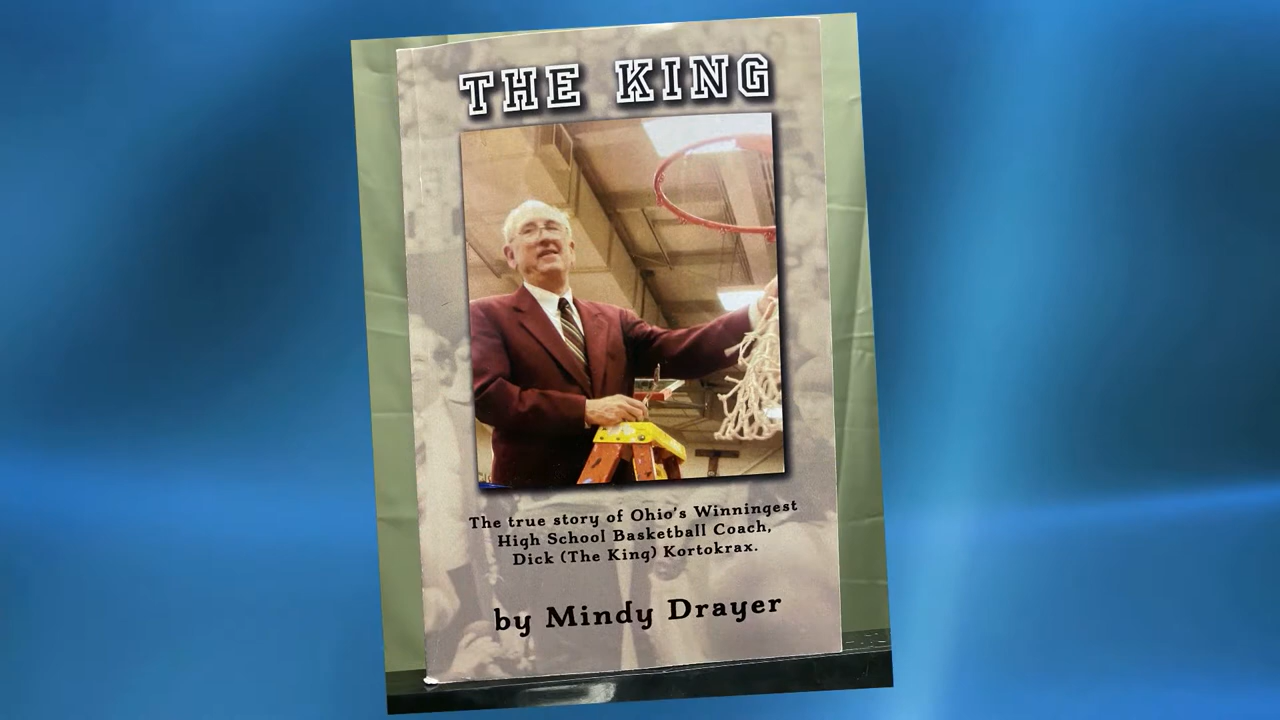 THE KING
The true story of Ohio's Winningest
High School Basketball Coach,
Dick (The King) Kortokrax.
by Mindy Drayer